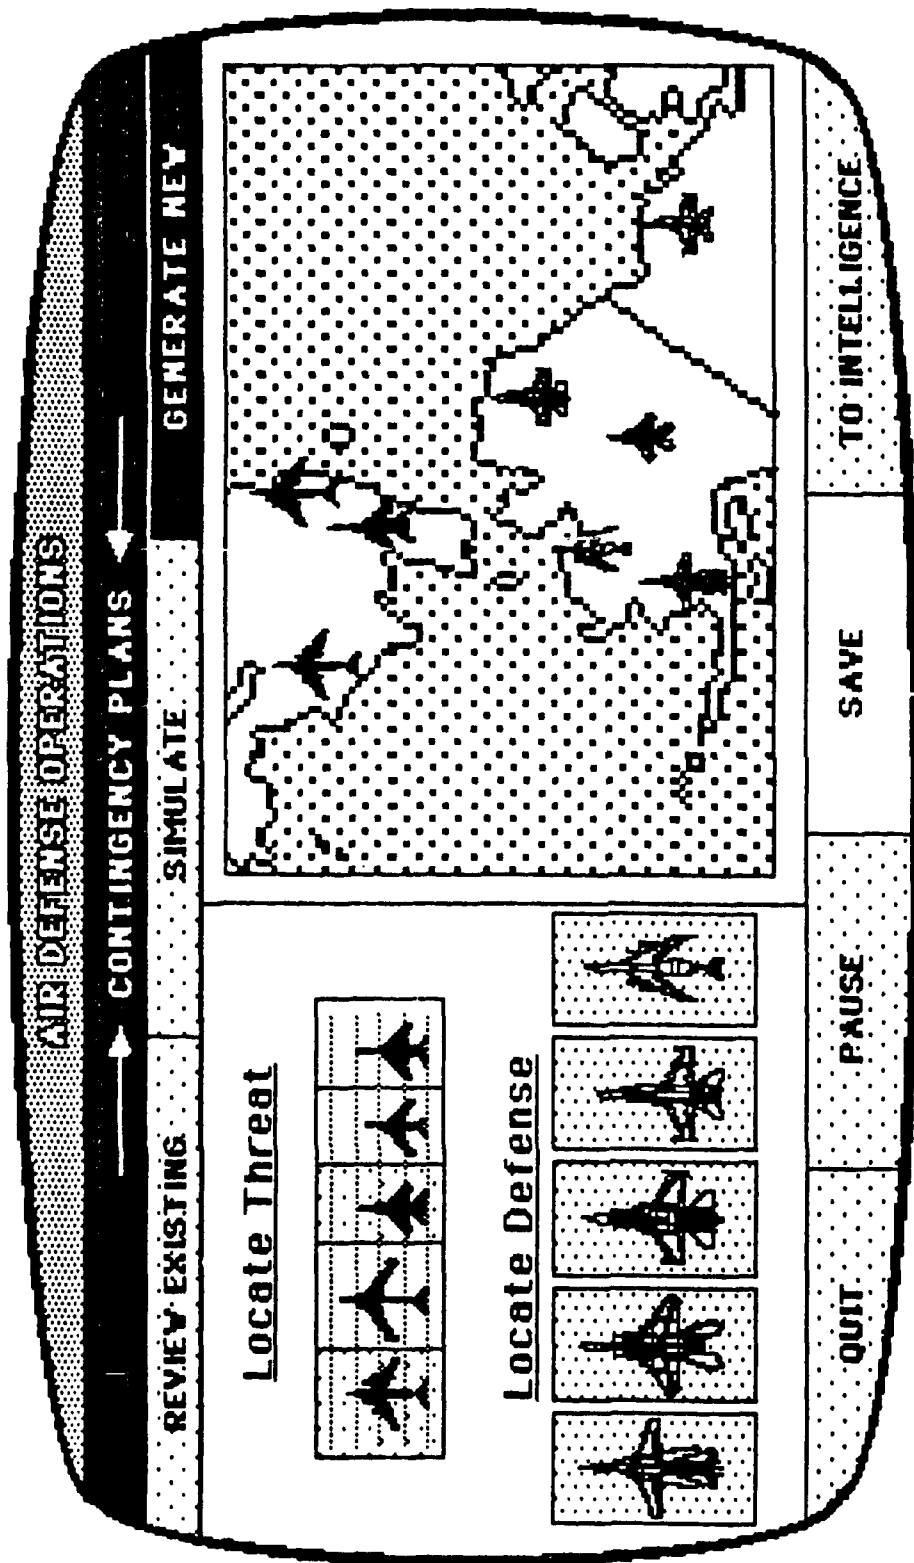 AIR DEFENSE OPERATIONS
CONTINGENCY PLANS
REVIEW EXISTING
SIMULATE
GENERATE NEW
Locate Threat
Locate Defense
QUIT
PAUSE
SAVE
TO INTELLIGENCE